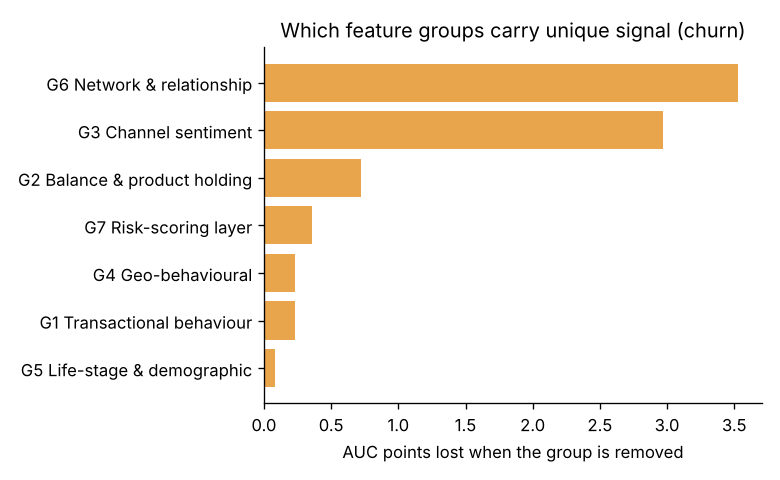 Which feature groups carry unique signal (churn)
G6 Network & relationship
G3 Channel sentiment
G2 Balance & product holding
G7 Risk-scoring layer
G4 Geo-behavioural
G1 Transactional behaviour
G5 Life-stage & demographic
0.0 0.5 1.0 1.5 2.0 2.5 3.0 3.5
AUC points lost when the group is removed